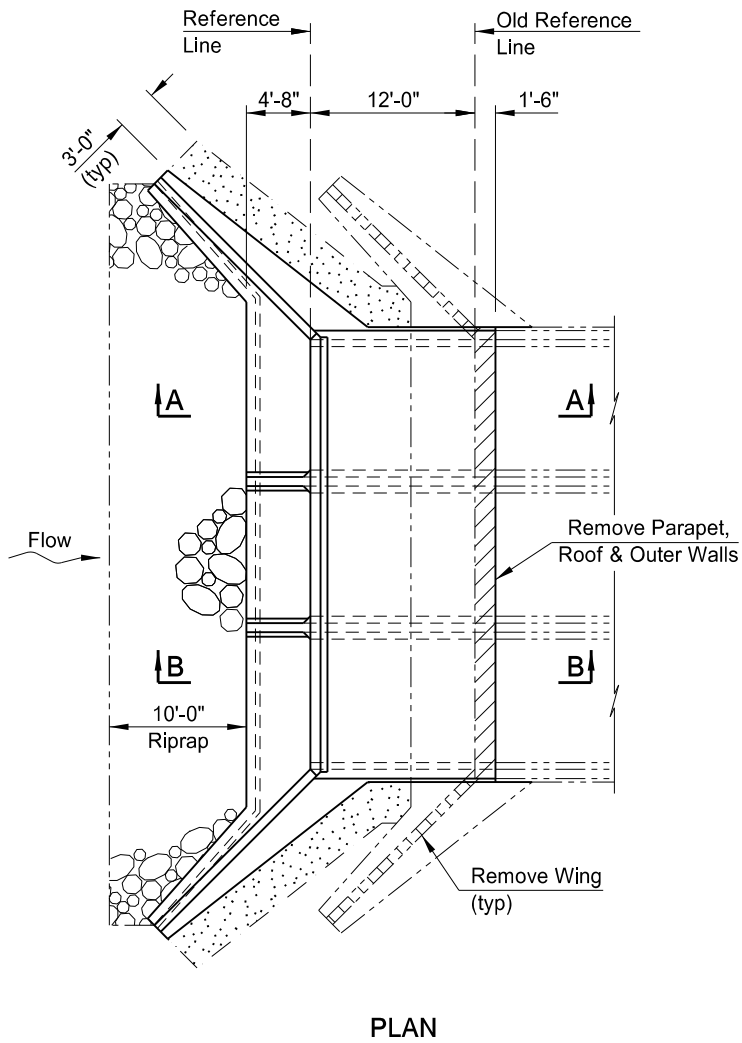 Reference
Line
Old Reference
Line
4'-8"
12'-0"
1'-6"
3'-0"
(typ)
A
A
Flow
Remove Parapet,
Roof & Outer Walls
B
B
10'-0"
Riprap
Remove Wing
(typ)
PLAN